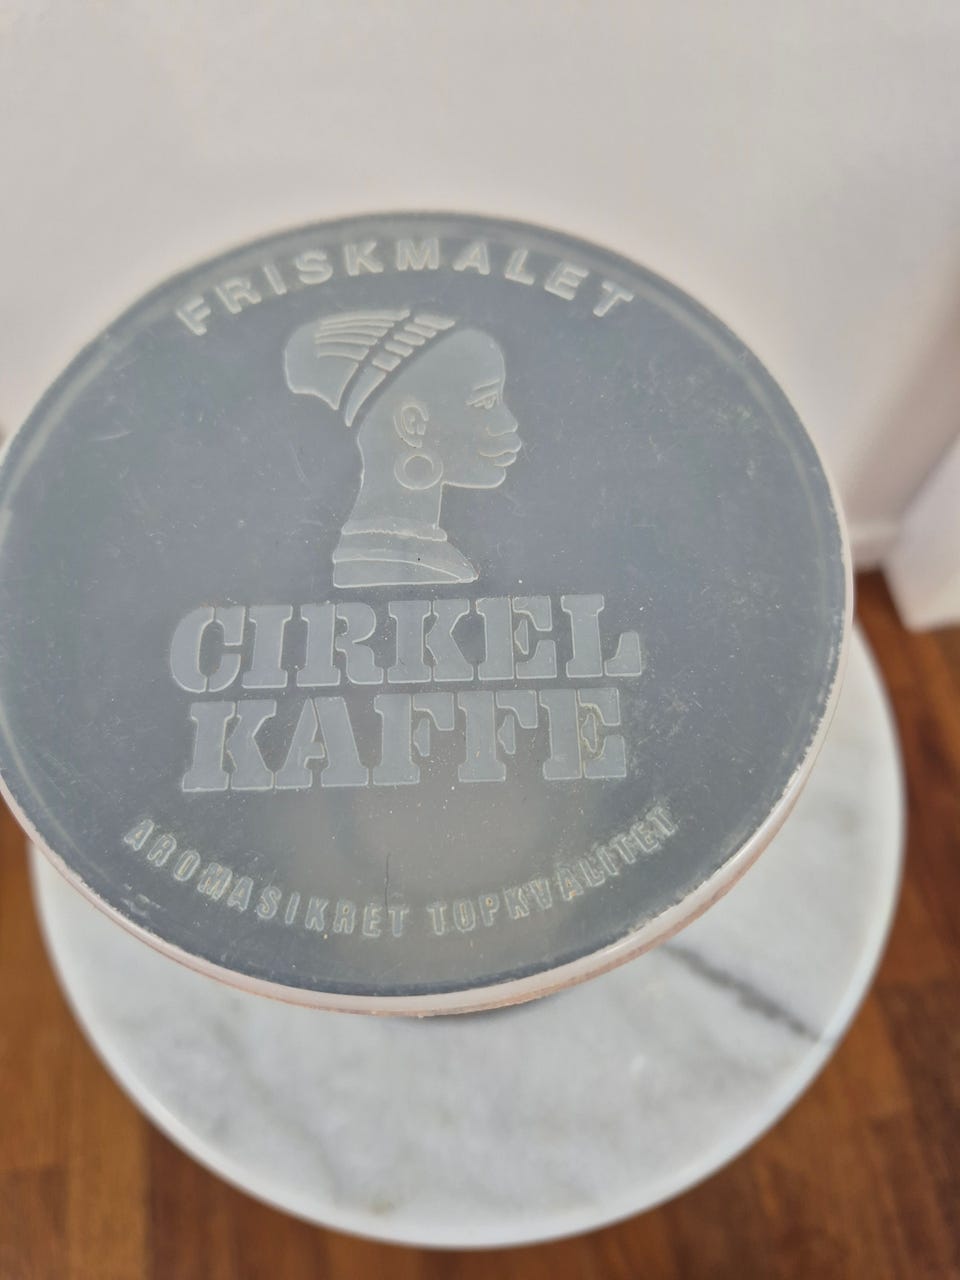 FRISKMALET
CIRKEL
KAFFE
AROMASIKRET TOPKVALITET